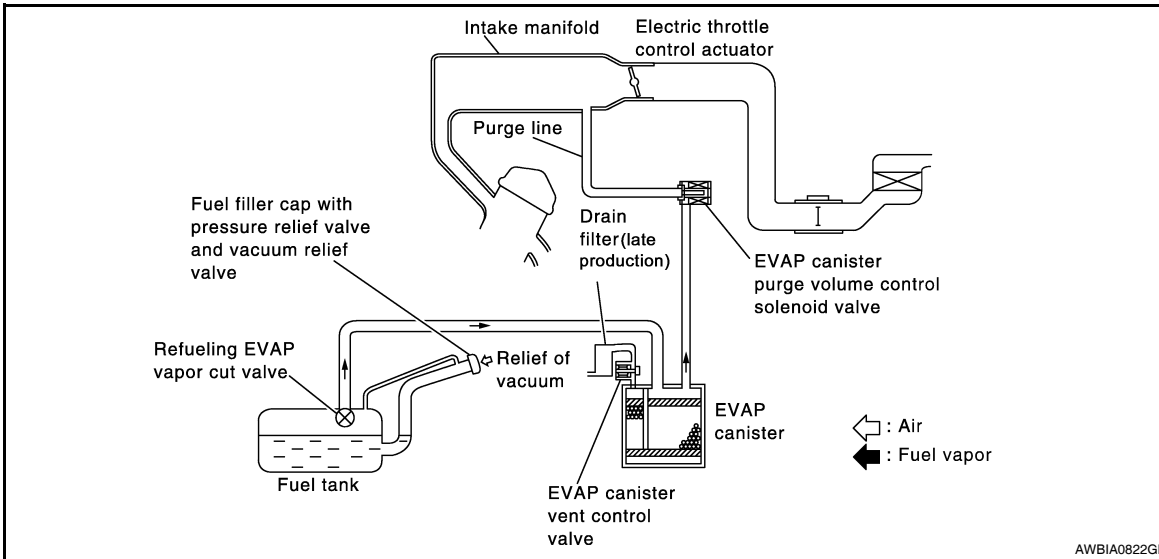 Intake manifold
Electric throttle
control actuator
Purge line
Fuel filler cap with
pressure relief valve
and vacuum relief
valve
Drain
filter(late
production)
EVAP canister
purge volume control
solenoid valve
Refueling EVAP
vapor cut valve
Relief of
vacuum
EVAP
canister
: Air
: Fuel vapor
Fuel tank
EVAP canister
vent control
valve